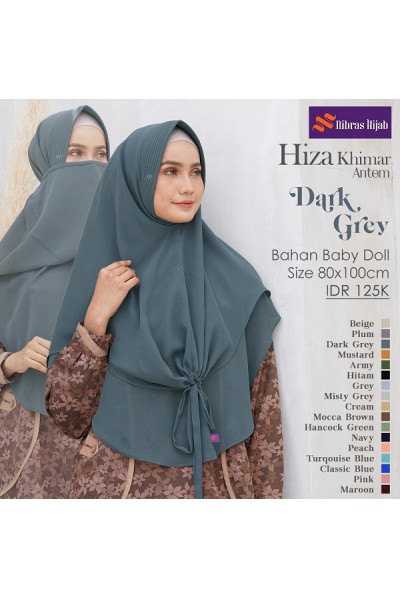 Nibras Hijab
Hiza Khimar
Antem
Dark
Grey
Bahan Baby Doll
Size 80x100cm
IDR 125K
Beige
Plum
Dark Grey
Mustard
Army
Hitam
Grey
Misty Grey
Cream
Mocca Brown
Hancock Green
Navy
Peach
Turqouise Blue
Classic Blue
Pink
Maroon